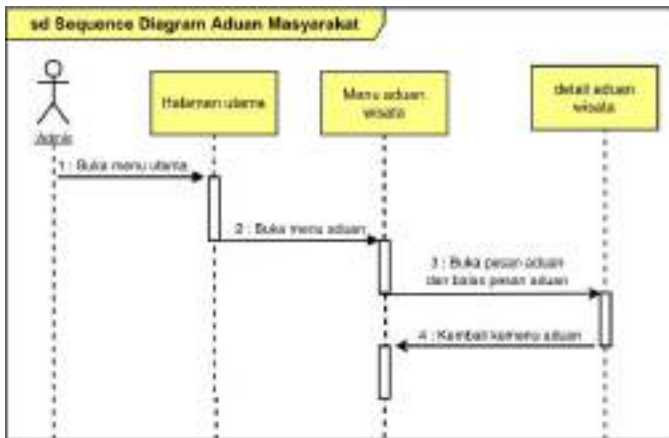 sd Sequence Diagram Aduan Masyarakat
Admin
Halaman utama
Menu aduan
wisata
detail aduan
wisata
1 : Buka menu utama
2 : Buka menu aduan
3 : Buka pesan aduan
dan balas pesan aduan
4 : Kembali kemenu aduan